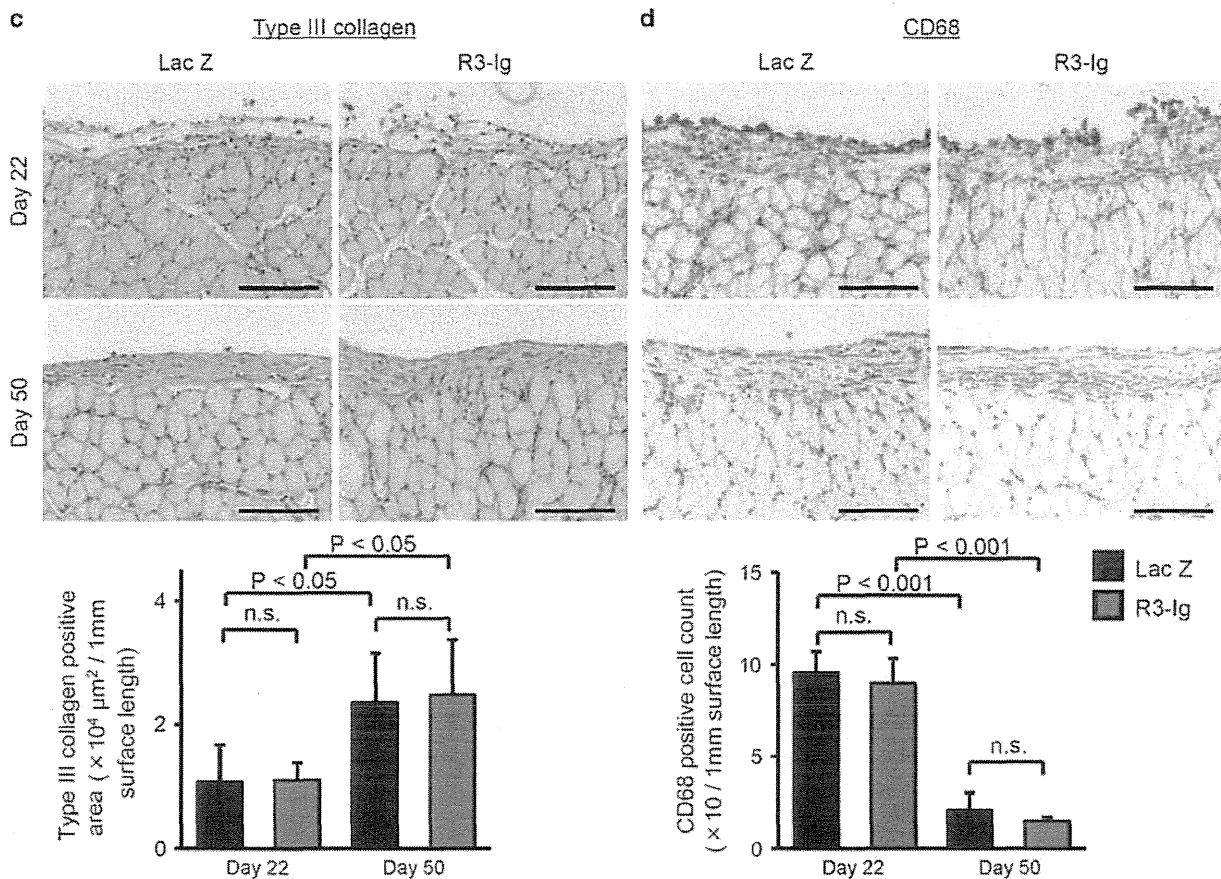 c
Type III collagen
Lac Z
R3-Ig
Day 22
Day 50
P < 0.05
P < 0.05
n.s.
n.s.
4
2
0
Type III collagen positive
area (×10⁴ μm² / 1mm
surface length)
Day 22
Day 50
d
CD68
Lac Z
R3-Ig
P < 0.001
P < 0.001
n.s.
n.s.
Lac Z
R3-Ig
15
10
5
0
CD68 positive cell count
(×10 / 1mm surface length)
Day 22
Day 50